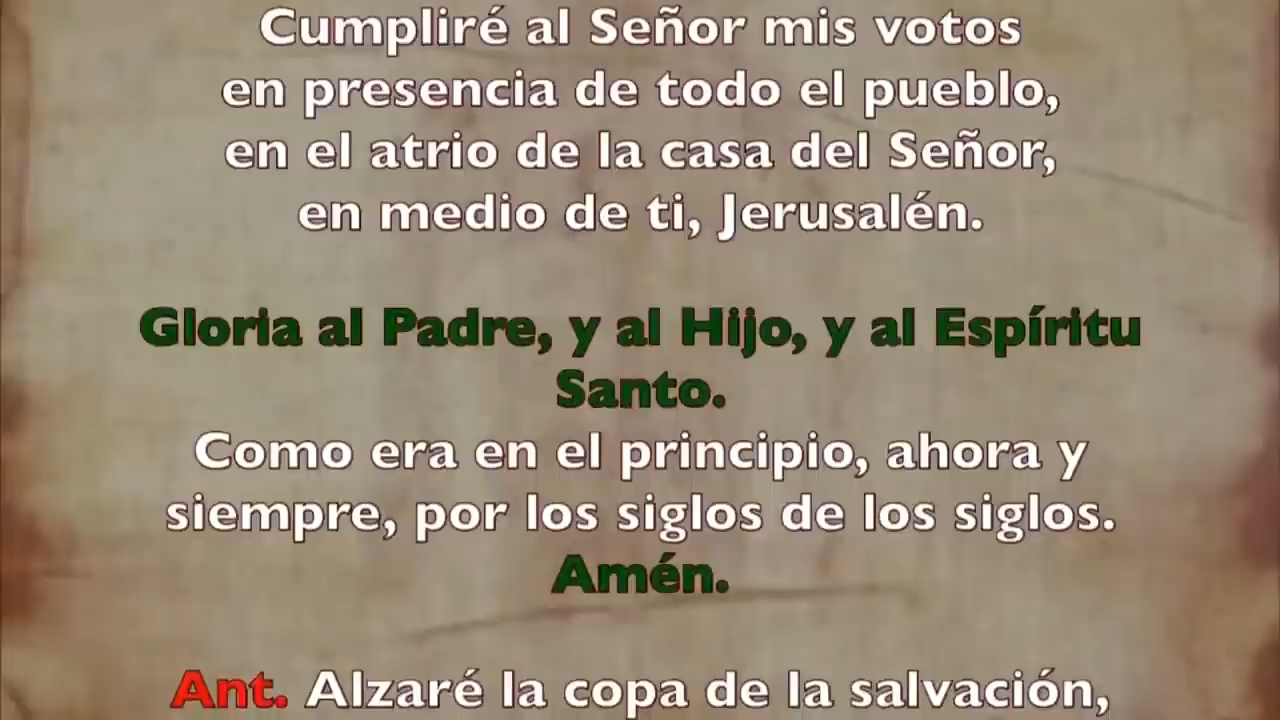 Cumpliré al Señor mis votos
en presencia de todo el pueblo,
en el atrio de la casa del Señor,
en medio de ti, Jerusalén.
Gloria al Padre, y al Hijo, y al Espíritu
Santo.
Como era en el principio, ahora y
siempre, por los siglos de los siglos.
Amén.
Ant. Alzaré la copa de la salvación,